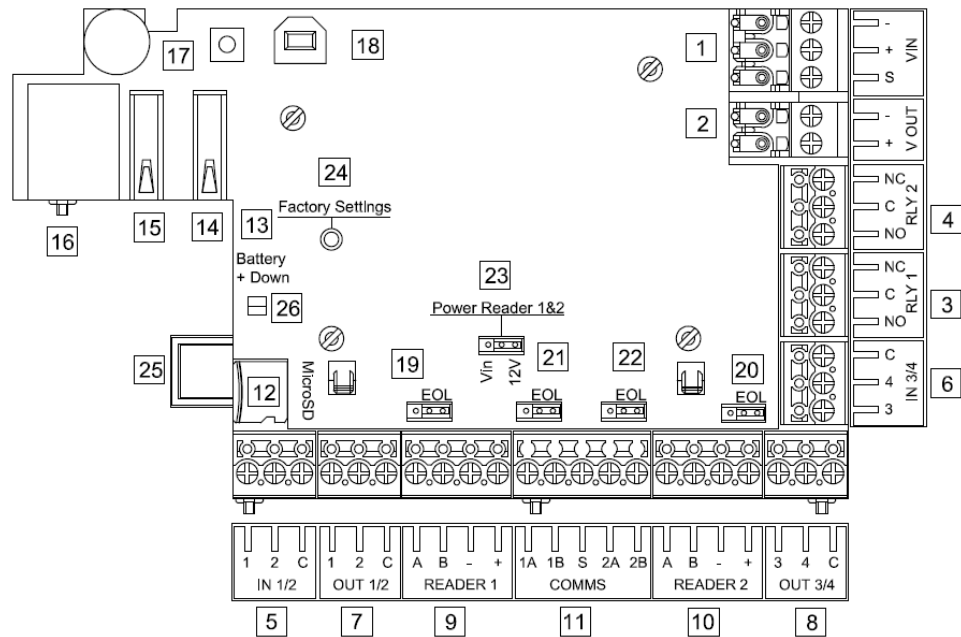 17
18
1
-
+
S
VIN
2
-
+
V OUT
24
Factory Settings
NC
C
NO
RLY 2
4
16
15
14
13
Battery
+ Down
26
23
Power Reader 1&2
Vin
12V
NC
C
NO
RLY 1
3
25
12
MicroSD
19
EOL
21
EOL
22
EOL
20
EOL
C
4
3
IN 3/4
6
1 2 C
IN 1/2
1 2 C
OUT 1/2
A B - +
READER 1
1A 1B S 2A 2B
COMMS
A B - +
READER 2
3 4 C
OUT 3/4
5
7
9
11
10
8